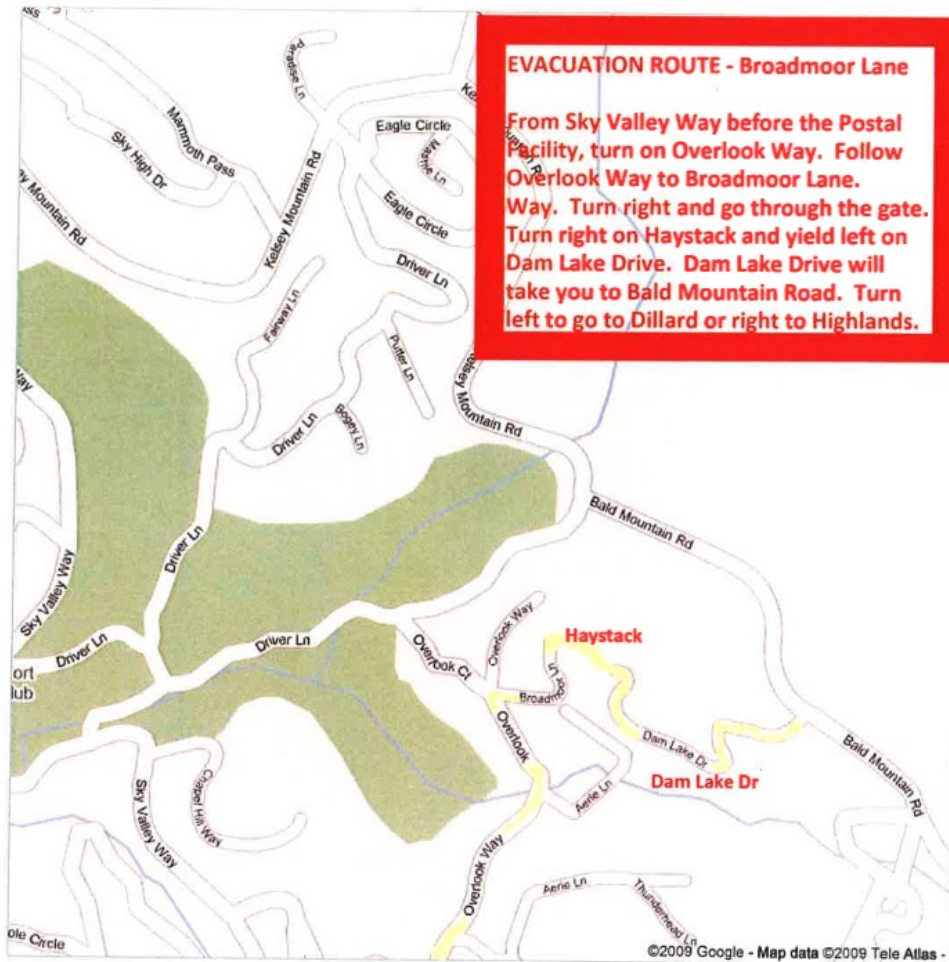 EVACUATION ROUTE - Broadmoor Lane
From Sky Valley Way before the Postal
Facility, turn on Overlook Way. Follow
Overlook Way to Broadmoor Lane.
Way. Turn right and go through the gate.
Turn right on Haystack and yield left on
Dam Lake Drive. Dam Lake Drive will
take you to Bald Mountain Road. Turn
left to go to Dillard or right to Highlands.
Paradise Ln
Mammoth Pass
Sky High Dr
Eagle Circle
Kelsey Mountain Rd
Mountain Rd
Eagle Circle
Driver Ln
Fairway Ln
Putter Ln
Bogey Ln
Driver Ln
Mountain Rd
Bald Mountain Rd
Driver Ln
Sky Valley Way
Overlook Way
Haystack
Driver Ln
Driver Ln
Overlook Ct
Broadmoor Ln
ort
lub
Overlook
Dam Lake Dr
Bald Mountain Rd
Dam Lake Dr
Aerie Ln
Chapel Hill Way
Sky Valley Way
Overlook Way
Aerie Ln
Thunderhead Ln
ole Circle
©2009 Google - Map data ©2009 Tele Atlas -